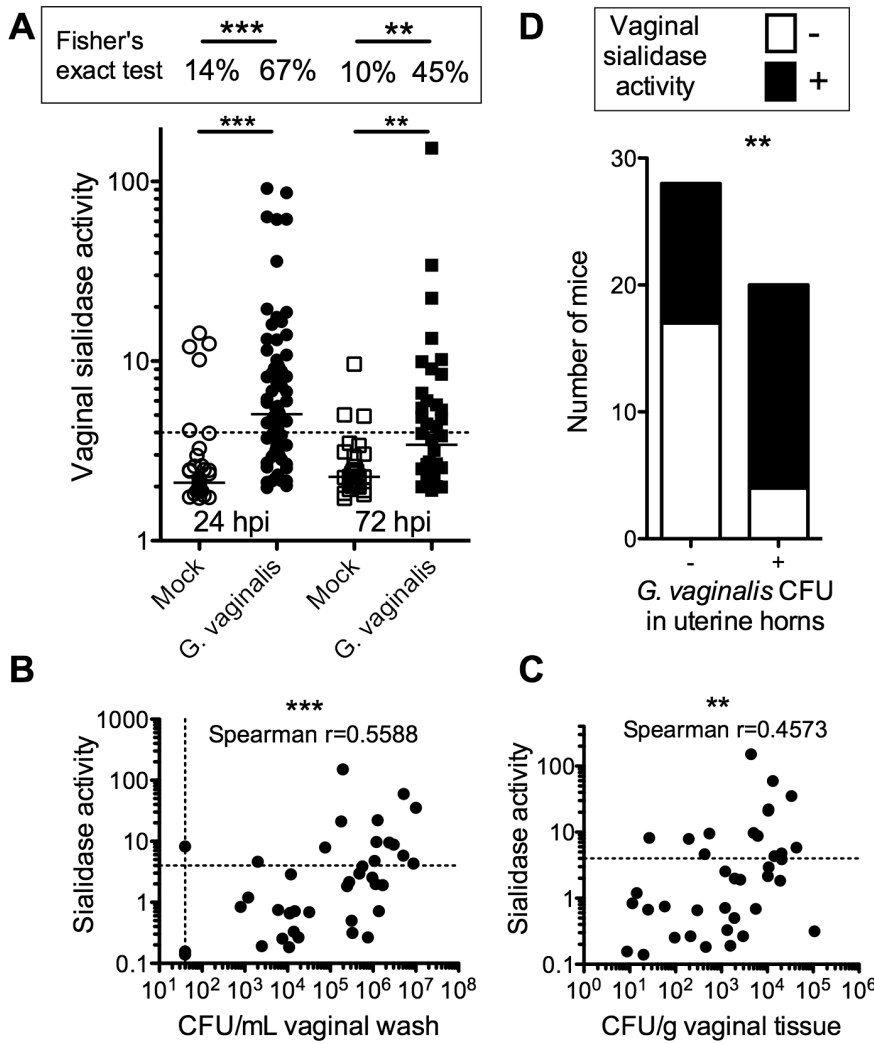 A
Fisher's
exact test
***
**
14% 67% 10% 45%
***
**
Vaginal sialidase activity
100
10
1
24 hpi
72 hpi
Mock
G. vaginalis
Mock
G. vaginalis
D
Vaginal
sialidase
activity
-
+
**
Number of mice
30
20
10
0
-
+
G. vaginalis CFU
in uterine horns
B
***
Spearman r=0.5588
Sialidase activity
1000
100
10
1
0.1
10¹ 10² 10³ 10⁴ 10⁵ 10⁶ 10⁷ 10⁸
CFU/mL vaginal wash
C
**
Spearman r=0.4573
Sialidase activity
100
10
1
0.1
10⁰ 10¹ 10² 10³ 10⁴ 10⁵ 10⁶
CFU/g vaginal tissue